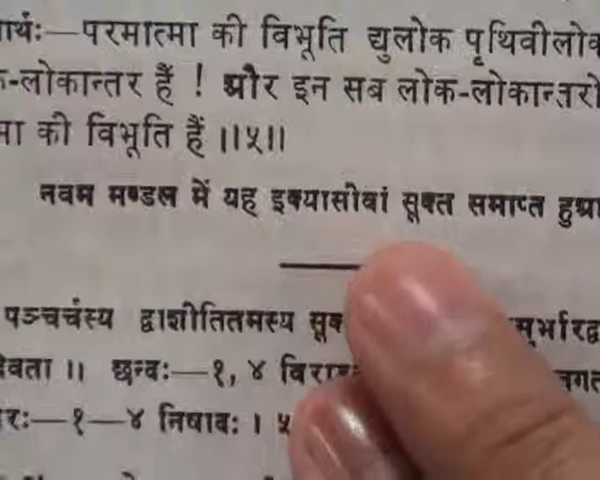 परमात्मा की विभूति द्युलोक पृथिवीलोक
लोकान्तर हैं ! और इन सब लोक-लोकान्तरो
की विभूति हैं ।।५।।
नवम मण्डल में यह इक्यासीवां सूक्त समाप्त हुआ
पञ्चर्चस्य द्वाशीतितमस्य
देवता ।। छन्दः—१, ४
१—४ निषादः । ५